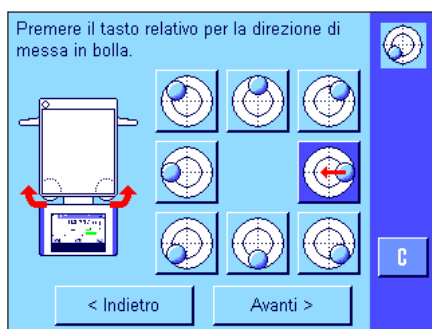 Premere il tasto relativo per la direzione di
messa in bolla.
C
< Indietro
Avanti >